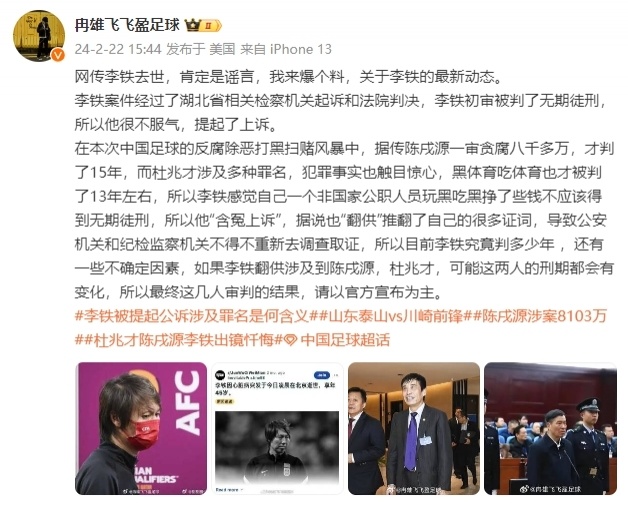 冉雄飞飞盈足球
24-2-22 15:44 发布于 美国 来自 iPhone 13
网传李铁去世，肯定是谣言，我来爆个料，关于李铁的最新动态。
李铁案件经过了湖北省相关检察机关起诉和法院判决，李铁初审被判了无期徒刑，
所以他很不服气，提起了上诉。
在本次中国足球的反腐除恶打黑扫赌风暴中，据传陈戌源一审贪腐八千多万，才判
了15年，而杜兆才涉及多种罪名，犯罪事实也触目惊心，黑体育吃体育也才被判
了13年左右，所以李铁感觉自己一个非国家公职人员玩黑吃黑挣了些钱不应该得
到无期徒刑，所以他“含冤上诉”，据说也“翻供”推翻了自己的很多证词，导致公安
机关和纪检监察机关不得不重新去调查取证，所以目前李铁究竟判多少年 ，还有
一些不确定因素，如果李铁翻供涉及到陈戌源，杜兆才，可能这两人的刑期都会有
变化，所以最终这几人审判的结果，请以官方宣布为主。
#李铁被提起公诉涉及罪名是何含义##山东泰山vs川崎前锋##陈戌源涉案8103万
##杜兆才陈戌源李铁出镜忏悔#中国足球超话
AFC
ASIAN
QUALIFIERS
李铁因心脏病突发于今日凌晨在北京逝世，享年
46岁。
Read more
@冉雄飞飞盈足球
@冉雄飞飞盈足球